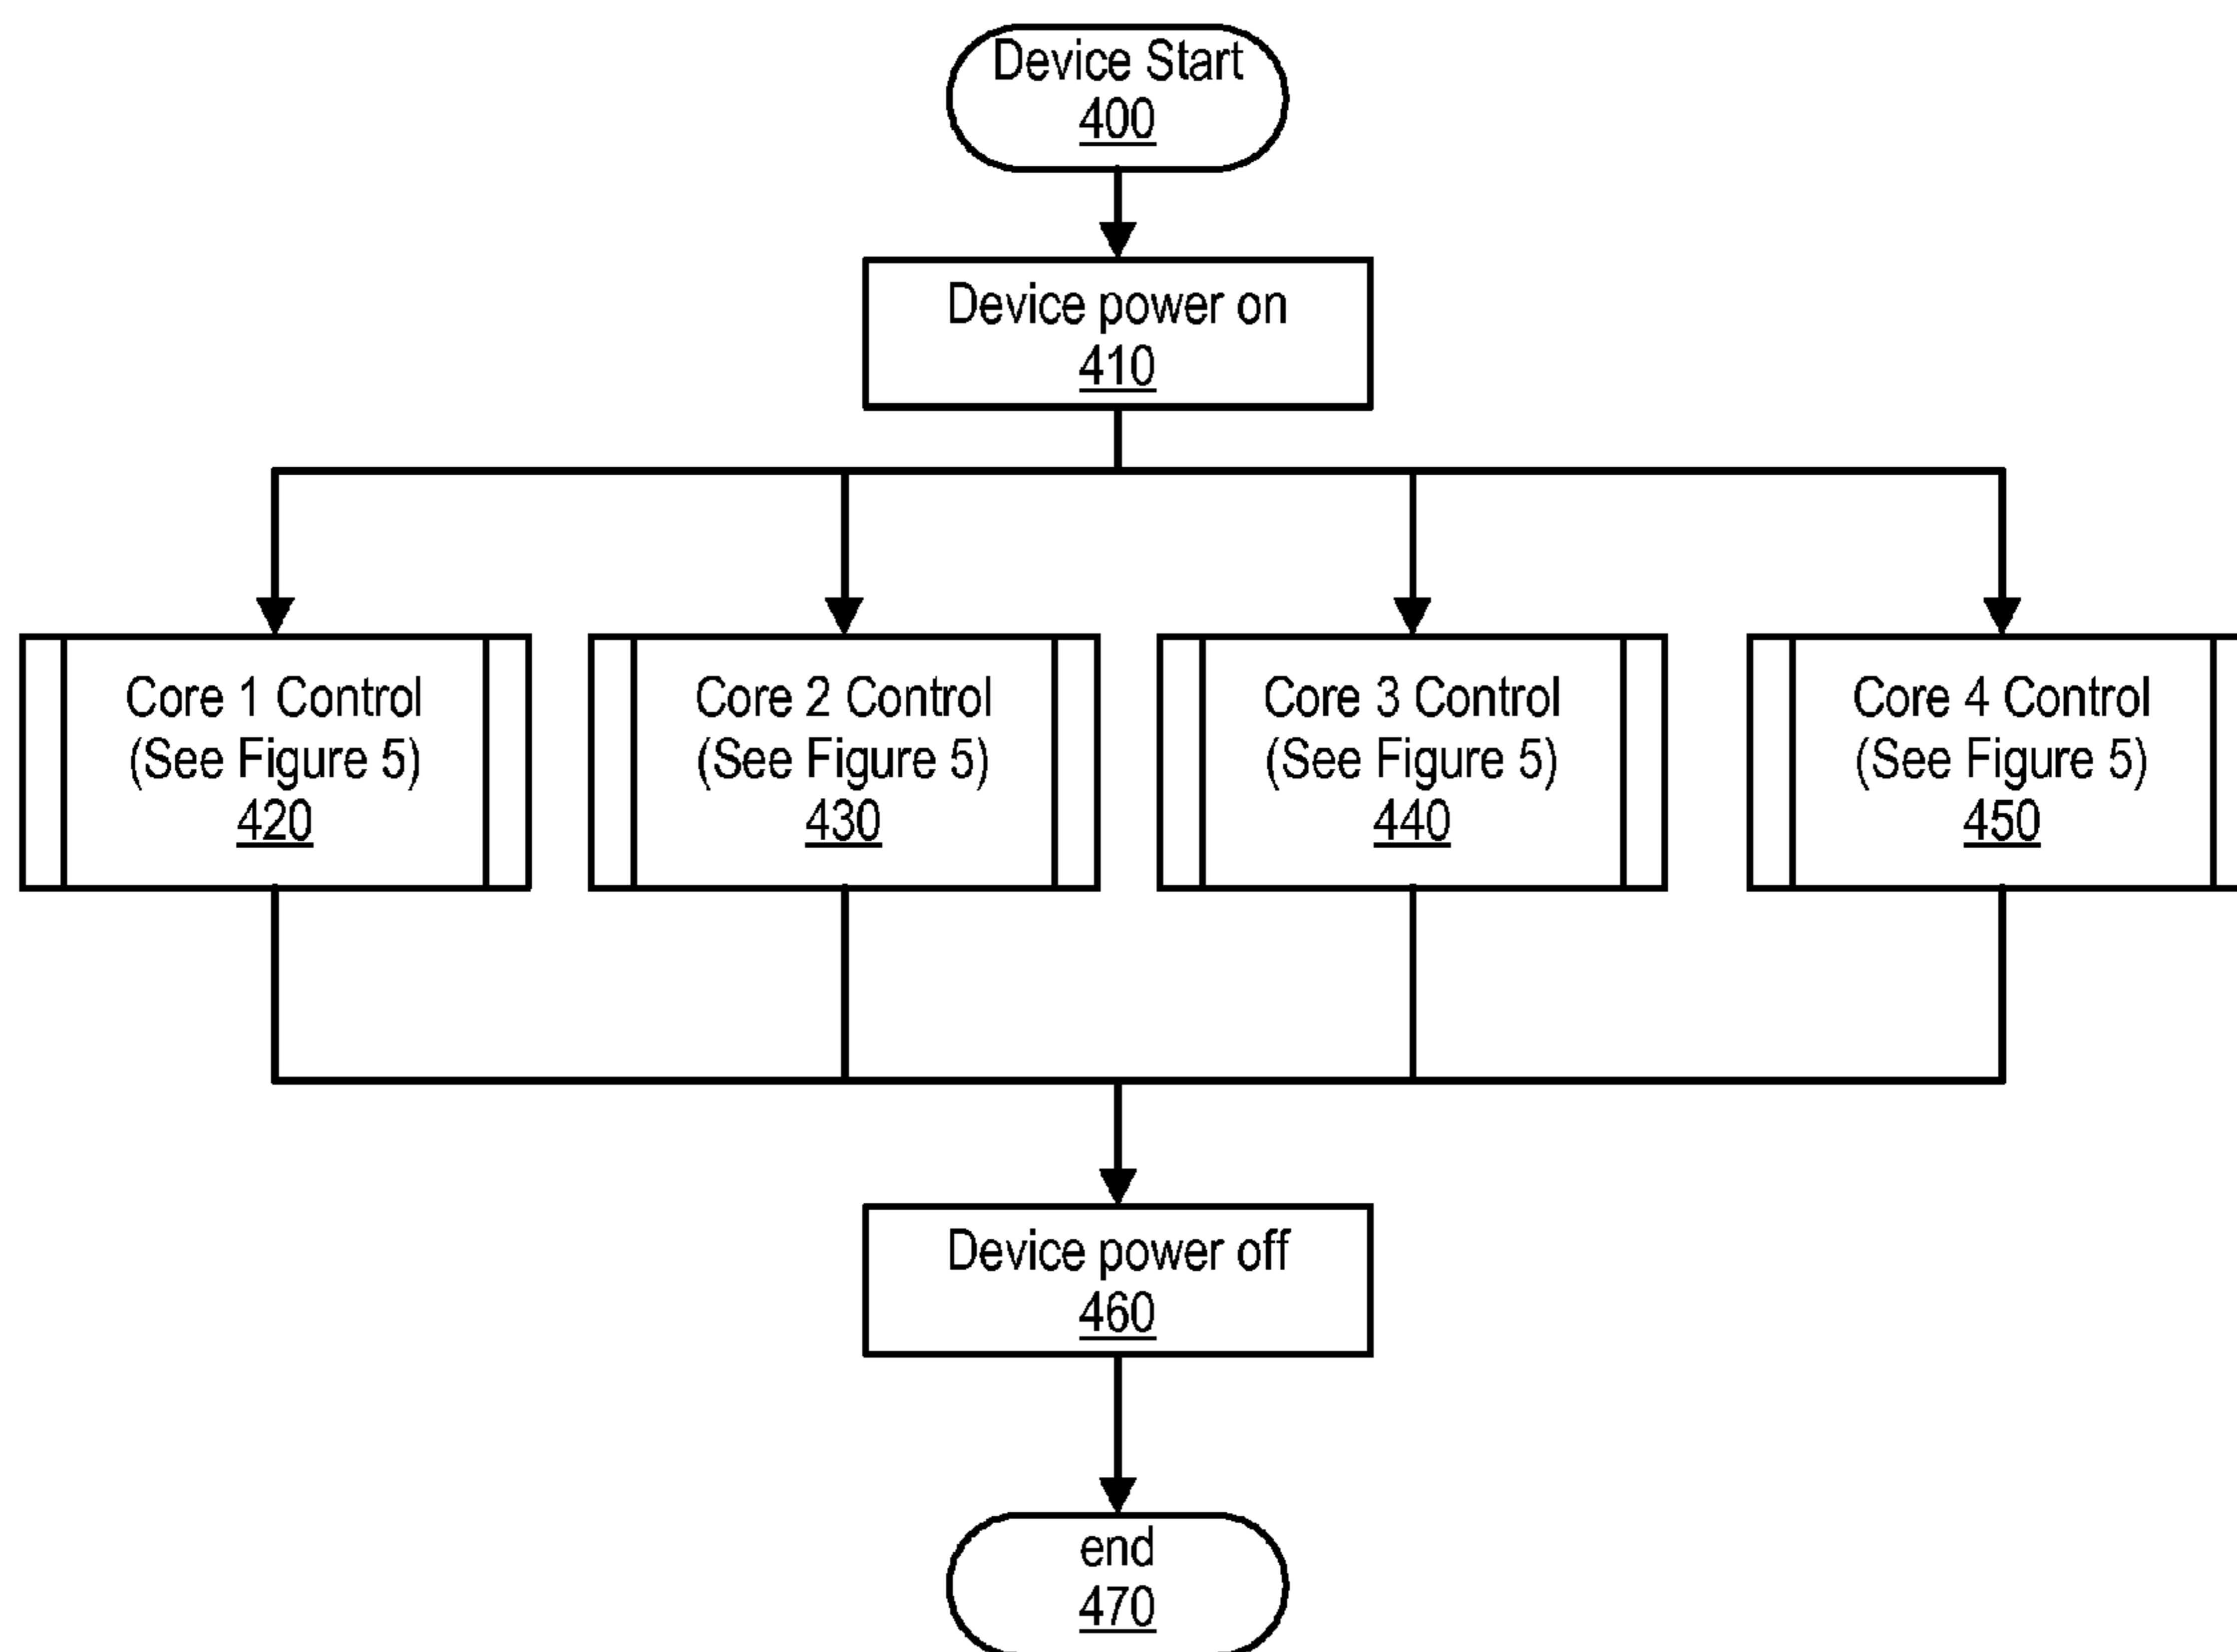 Device Start
400
Device power on
410
Core 1 Control
(See Figure 5)
420
Core 2 Control
(See Figure 5)
430
Core 3 Control
(See Figure 5)
440
Core 4 Control
(See Figure 5)
450
Device power off
460
end
470